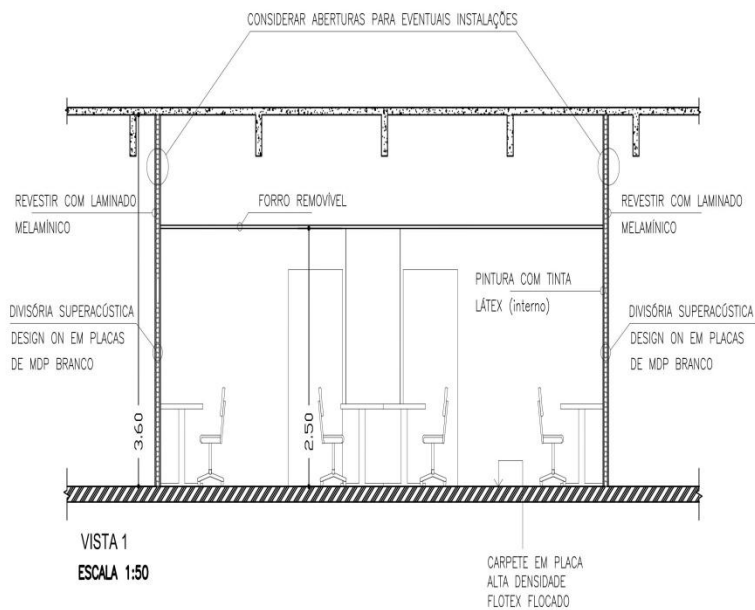 CONSIDERAR ABERTURAS PARA EVENTUAIS INSTALAÇÕES
REVESTIR COM LAMINADO
MELAMÍNICO
FORRO REMOVÍVEL
REVESTIR COM LAMINADO
MELAMÍNICO
PINTURA COM TINTA
LÁTEX (interno)
DIVISÓRIA SUPERACÚSTICA
DESIGN ON EM PLACAS
DE MDP BRANCO
DIVISÓRIA SUPERACÚSTICA
DESIGN ON EM PLACAS
DE MDP BRANCO
3.60
2.50
VISTA 1
ESCALA 1:50
CARPETE EM PLACA
ALTA DENSIDADE
FLOTEX FLOCADO